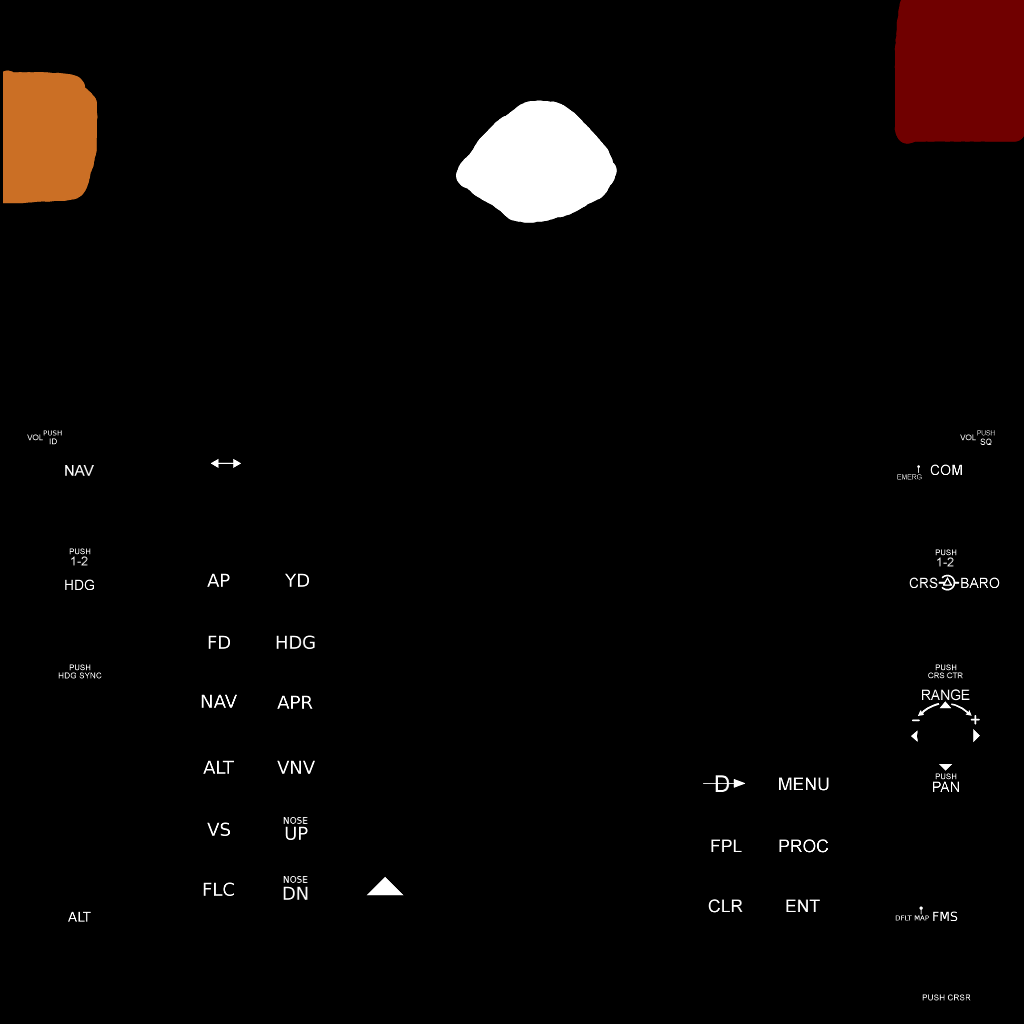 VOL PUSH ID
VOL PUSH SQ
NAV
EMERG COM
PUSH
1-2
HDG
PUSH
1-2
CRS BARO
AP YD
FD HDG
PUSH
HDG SYNC
PUSH
CRS CTR
NAV APR
RANGE
- +
ALT VNV
D MENU
PUSH
PAN
VS NOSE UP
FPL PROC
FLC NOSE DN
CLR ENT
ALT
DFLT MAP FMS
PUSH CRSR